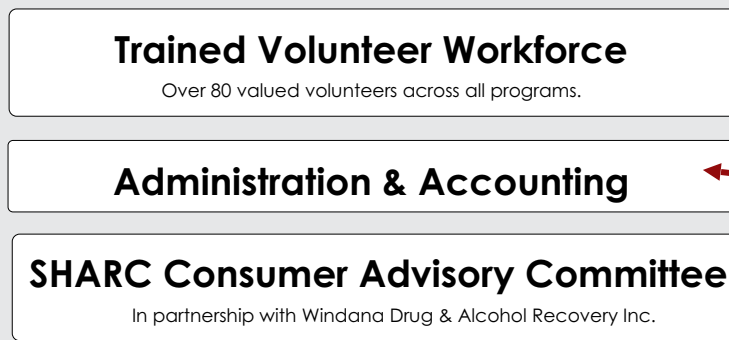 Trained Volunteer Workforce
Over 80 valued volunteers across all programs.
Administration & Accounting
SHARC Consumer Advisory Committee
In partnership with Windana Drug & Alcohol Recovery Inc.